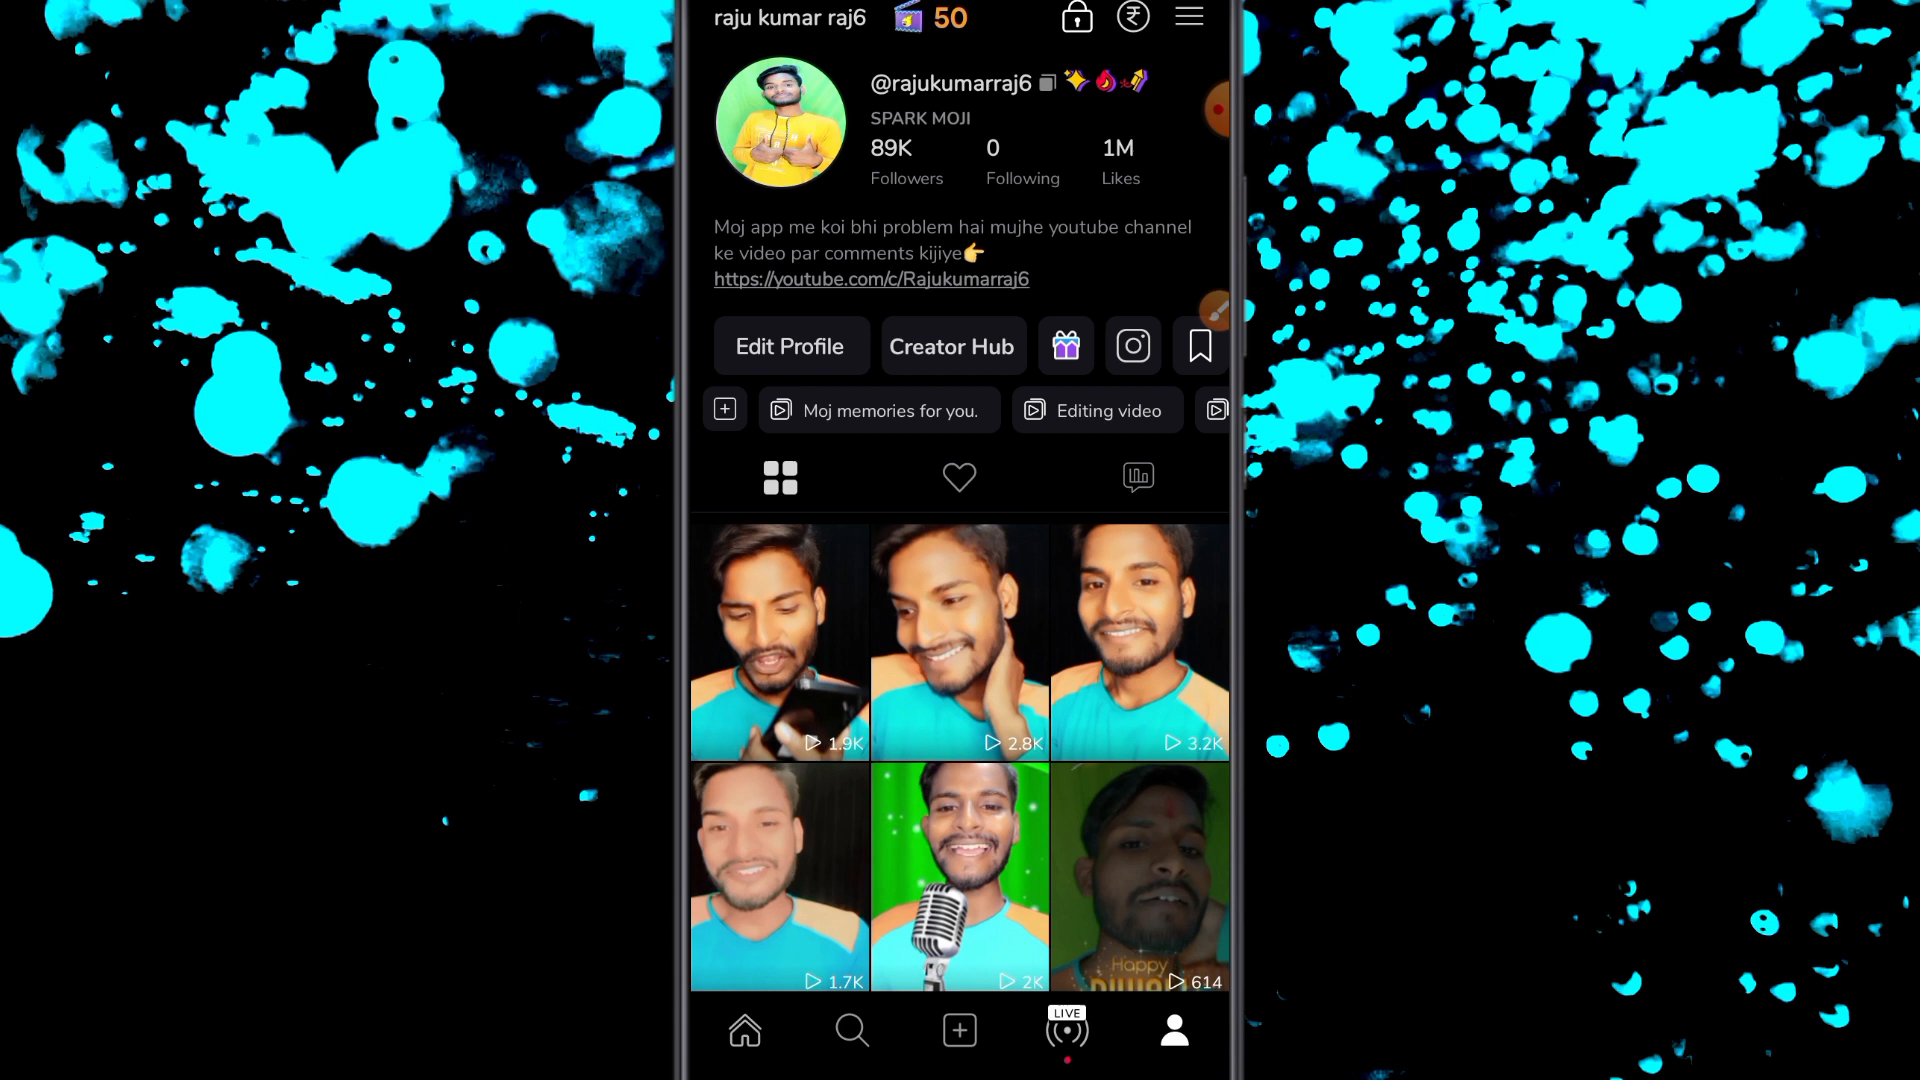 raju kumar raj6 50
@rajukumarraj6
SPARK MOJI
89K 0 1M
Followers Following Likes
Moj app me koi bhi problem hai mujhe youtube channel
ke video par comments kijiye👉
https://youtube.com/c/Rajukumarraj6
Edit Profile Creator Hub
Moj memories for you. Editing video
1.9K 2.8K 3.2K
Happy
DIWALI
1.7K 2K 614
LIVE